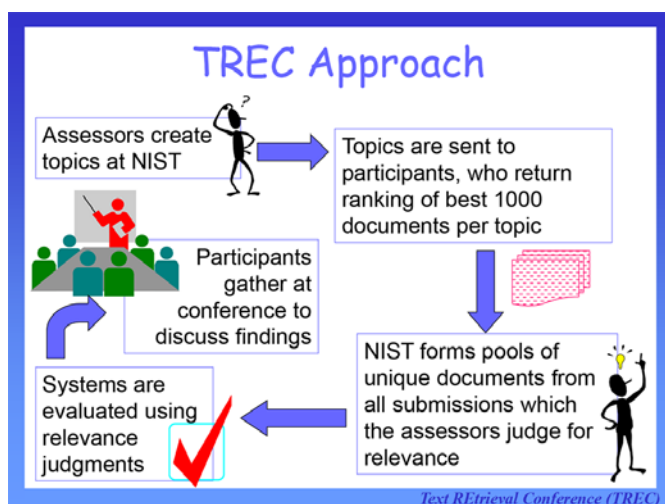 TREC Approach
?
Assessors create
topics at NIST
Topics are sent to
participants, who return
ranking of best 1000
documents per topic
NIST forms pools of
unique documents from
all submissions which
the assessors judge for
relevance
Systems are
evaluated using
relevance
judgments
Participants
gather at
conference to
discuss findings
Text REtrieval Conference (TREC)